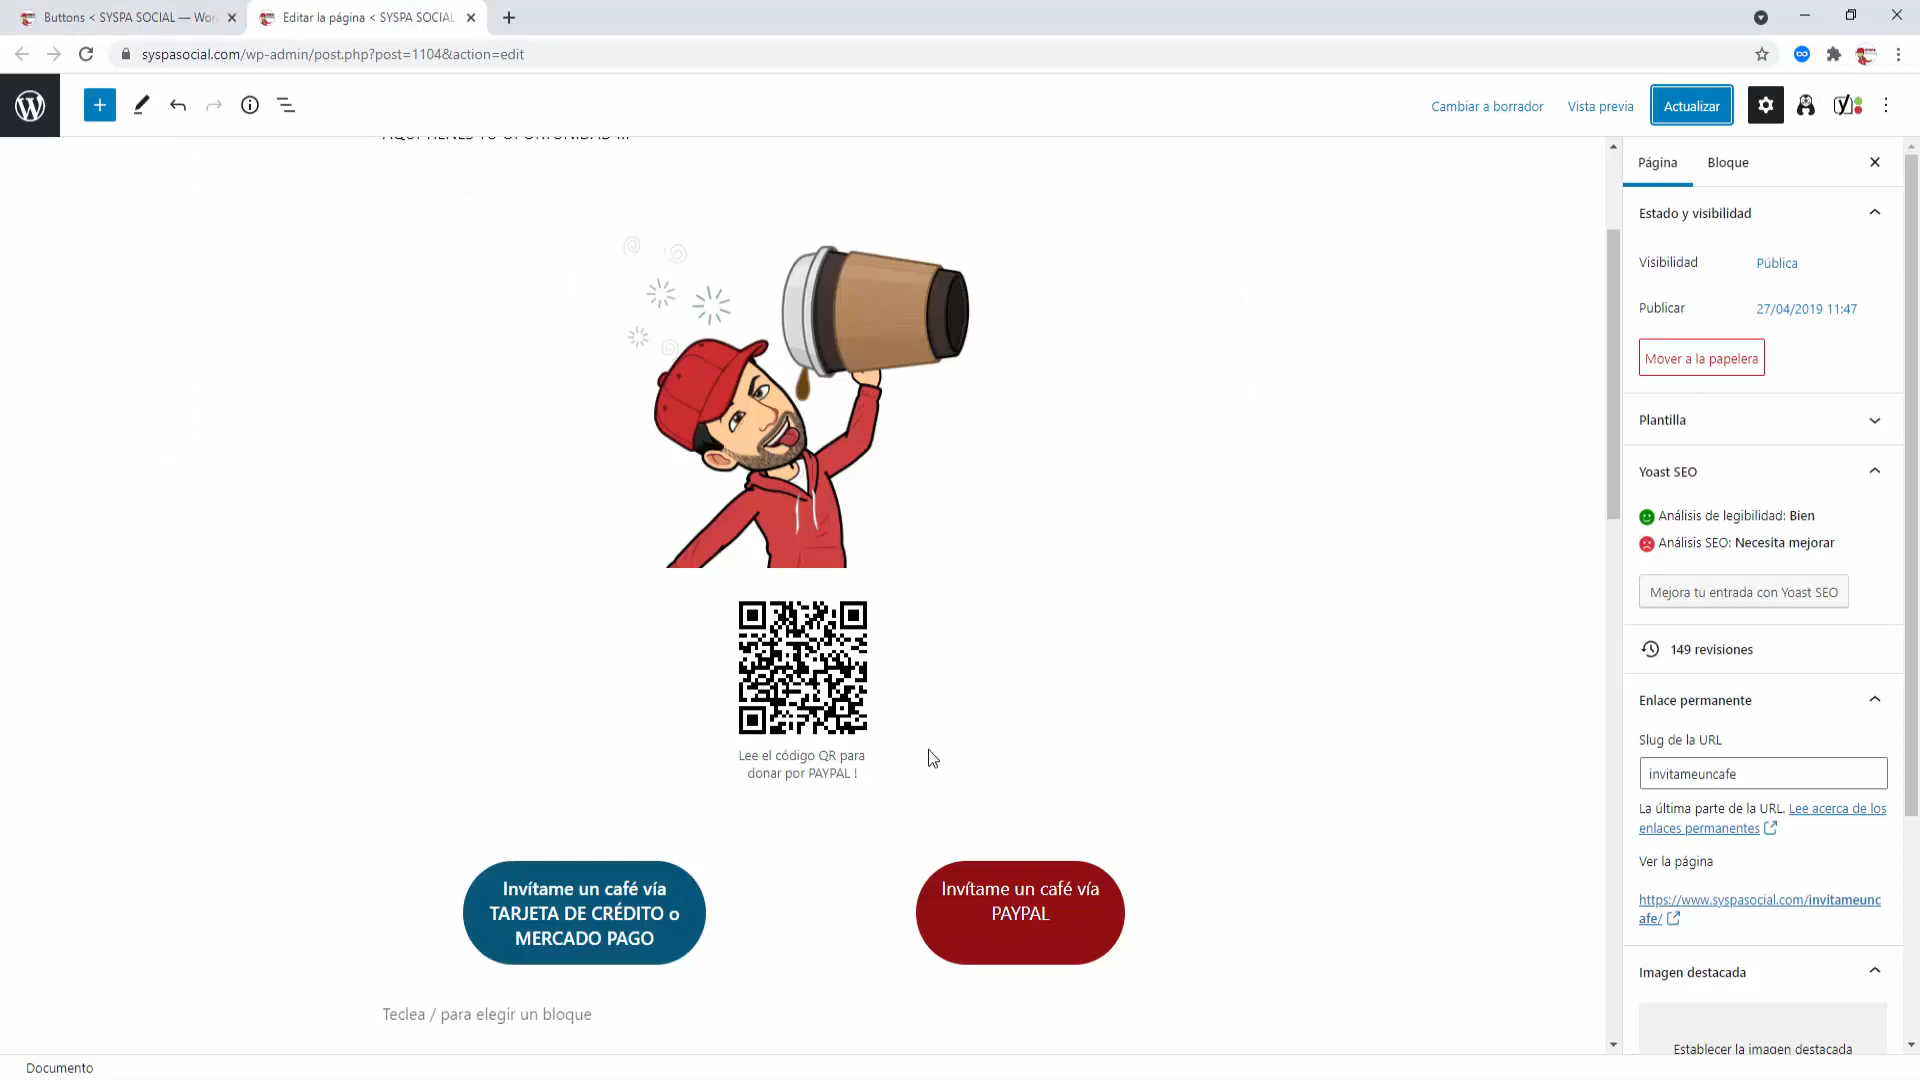 Buttons < SYSPA SOCIAL — Wor
Editar la página < SYSPA SOCIAL
syspasocial.com/wp-admin/post.php?post=1104&action=edit
Cambiar a borrador
Vista previa
Actualizar
AQUÍ TIENES TU OPORTUNIDAD !!!
Página
Bloque
Estado y visibilidad
Visibilidad
Pública
Publicar
27/04/2019 11:47
Mover a la papelera
Plantilla
Yoast SEO
Análisis de legibilidad: Bien
Análisis SEO: Necesita mejorar
Mejora tu entrada con Yoast SEO
149 revisiones
Enlace permanente
Slug de la URL
invitameuncafe
La última parte de la URL. Lee acerca de los
enlaces permanentes
Ver la página
https://www.syspasocial.com/invitameunc
afe/
Imagen destacada
Establecer la imagen destacada
Lee el código QR para
donar por PAYPAL !
Invítame un café vía
TARJETA DE CRÉDITO o
MERCADO PAGO
Invítame un café vía
PAYPAL
Teclea / para elegir un bloque
Documento